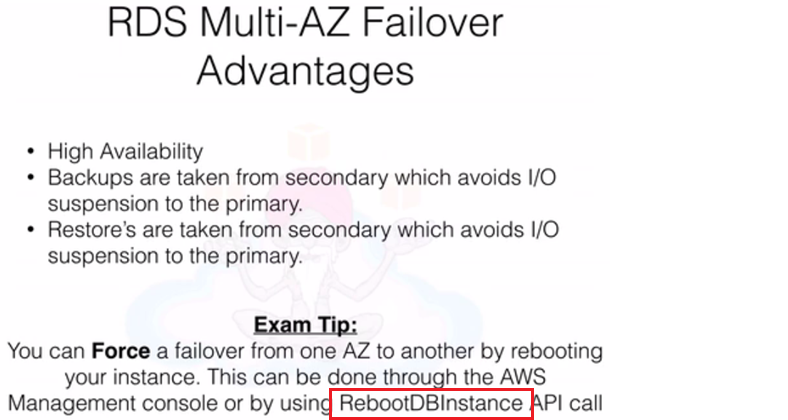 RDS Multi-AZ Failover
Advantages
• High Availability
• Backups are taken from secondary which avoids I/O
suspension to the primary.
• Restore's are taken from secondary which avoids I/O
suspension to the primary.
Exam Tip:
You can Force a failover from one AZ to another by rebooting
your instance. This can be done through the AWS
Management console or by using RebootDBInstance API call